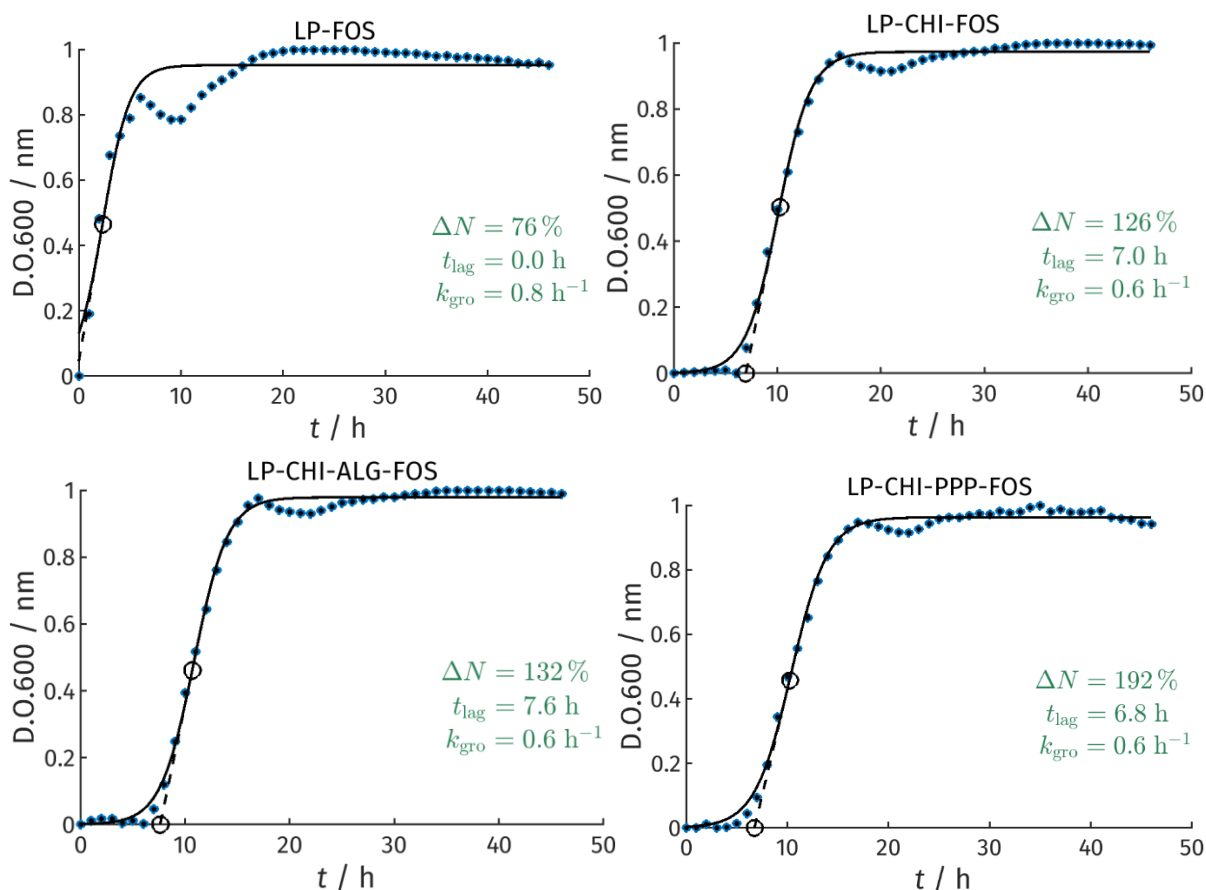 LP-FOS
D.O.600 / nm
1
0.8
0.6
0.4
0.2
0
ΔN = 76 %
t_lag = 0.0 h
k_gro = 0.8 h⁻¹
0 10 20 30 40 50
t / h
LP-CHI-FOS
D.O.600 / nm
1
0.8
0.6
0.4
0.2
0
ΔN = 126 %
t_lag = 7.0 h
k_gro = 0.6 h⁻¹
0 10 20 30 40 50
t / h
LP-CHI-ALG-FOS
D.O.600 / nm
1
0.8
0.6
0.4
0.2
0
ΔN = 132 %
t_lag = 7.6 h
k_gro = 0.6 h⁻¹
0 10 20 30 40 50
t / h
LP-CHI-PPP-FOS
D.O.600 / nm
1
0.8
0.6
0.4
0.2
0
ΔN = 192 %
t_lag = 6.8 h
k_gro = 0.6 h⁻¹
0 10 20 30 40 50
t / h